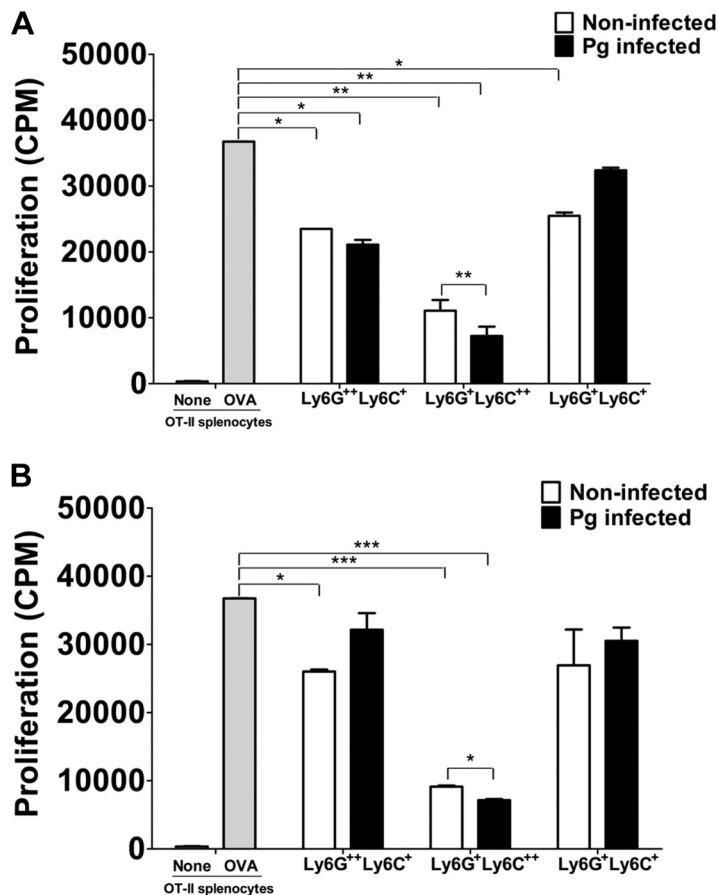 A
Non-infected
Pg infected
Proliferation (CPM)
50000
40000
30000
20000
10000
0
*
**
**
*
*
**
None OVA Ly6G⁺⁺Ly6C⁺ Ly6G⁺Ly6C⁺⁺ Ly6G⁺Ly6C⁺
OT-II splenocytes
B
Non-infected
Pg infected
Proliferation (CPM)
50000
40000
30000
20000
10000
0
***
***
*
*
None OVA Ly6G⁺⁺Ly6C⁺ Ly6G⁺Ly6C⁺⁺ Ly6G⁺Ly6C⁺
OT-II splenocytes